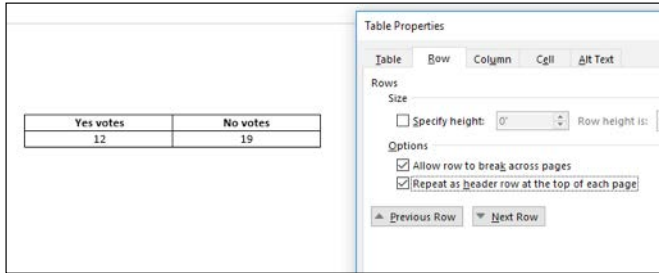 Table Properties
Table Row Column Cell Alt Text
Rows
Size
Specify height: 0" Row height is:
Options
Allow row to break across pages
Repeat as header row at the top of each page
Previous Row Next Row
Yes votes No votes
12 19